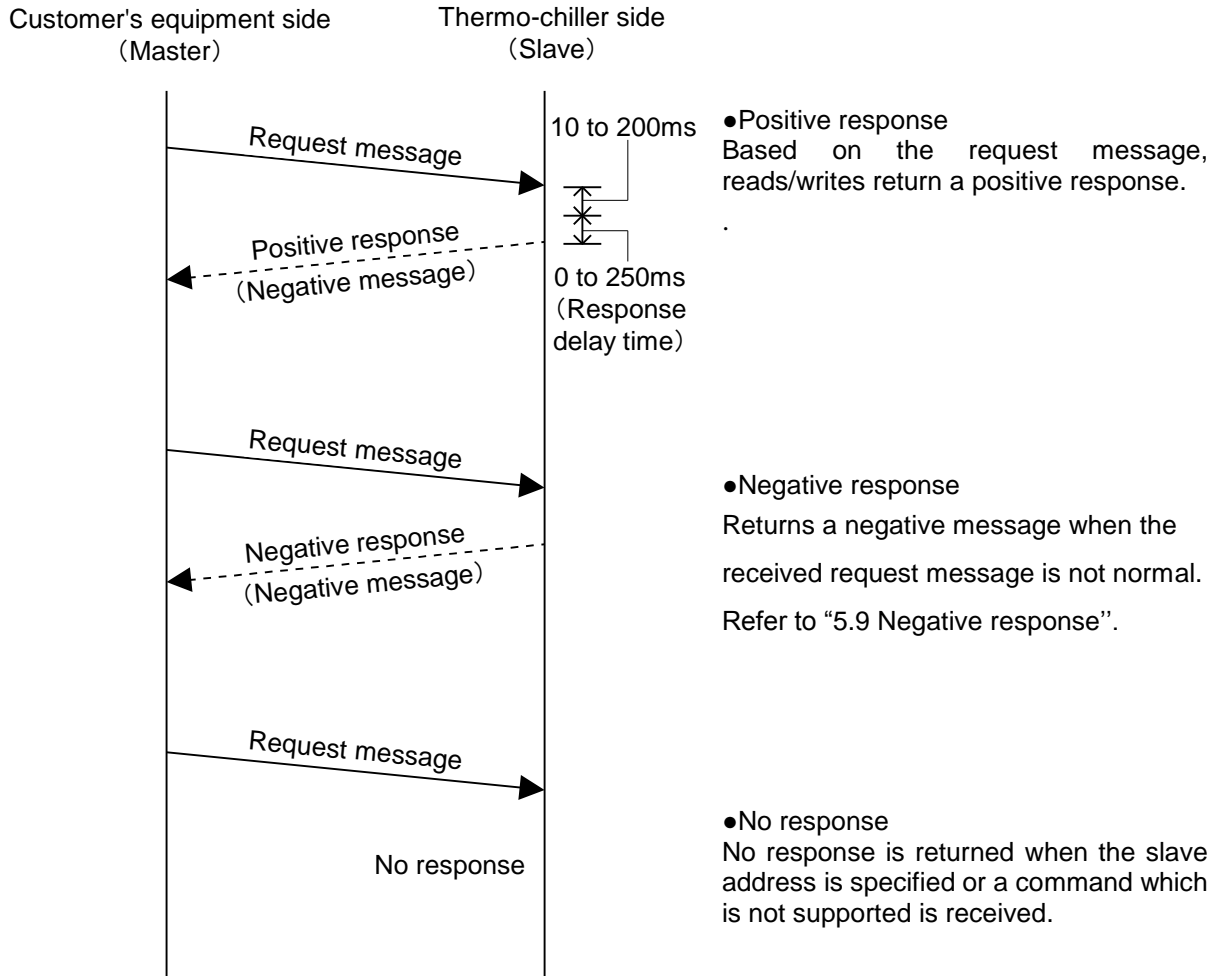 Customer's equipment side
（Master）
Thermo-chiller side
（Slave）
Request message
10 to 200ms
Positive response
（Negative message）
0 to 250ms
（Response
delay time）
●Positive response
Based on the request message,
reads/writes return a positive response.
.
Request message
Negative response
（Negative message）
●Negative response
Returns a negative message when the
received request message is not normal.
Refer to “5.9 Negative response’’.
Request message
No response
●No response
No response is returned when the slave
address is specified or a command which
is not supported is received.